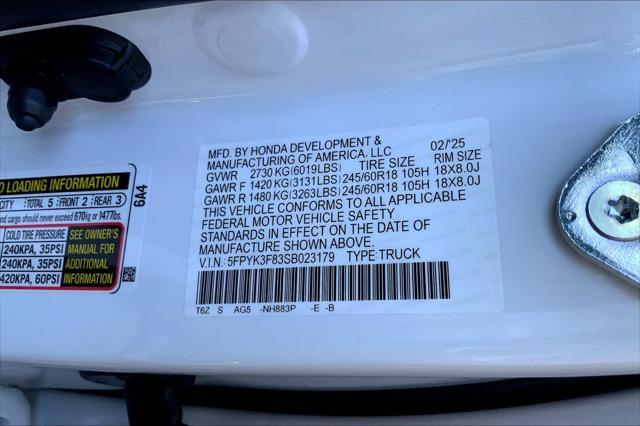 MFD. BY HONDA DEVELOPMENT & 02/'25
MANUFACTURING OF AMERICA, LLC
GVWR 2730 KG(6019LBS) TIRE SIZE RIM SIZE
GAWR F 1420 KG(3131LBS) 245/60R18 105H 18X8.0J
GAWR R 1480 KG(3263LBS) 245/60R18 105H 18X8.0J
THIS VEHICLE CONFORMS TO ALL APPLICABLE
FEDERAL MOTOR VEHICLE SAFETY
STANDARDS IN EFFECT ON THE DATE OF
MANUFACTURE SHOWN ABOVE.
V.I.N: 5FPYK3F83SB023179 TYPE:TRUCK
T6Z S AG5 -NH883P -E -B
LOADING INFORMATION
TOTAL 5 FRONT 2 REAR 3
and cargo should never exceed 670kg or 1477lbs.
COLD TIRE PRESSURE
240KPA, 35PSI
240KPA, 35PSI
420KPA, 60PSI
SEE OWNER'S
MANUAL FOR
ADDITIONAL
INFORMATION
6A4